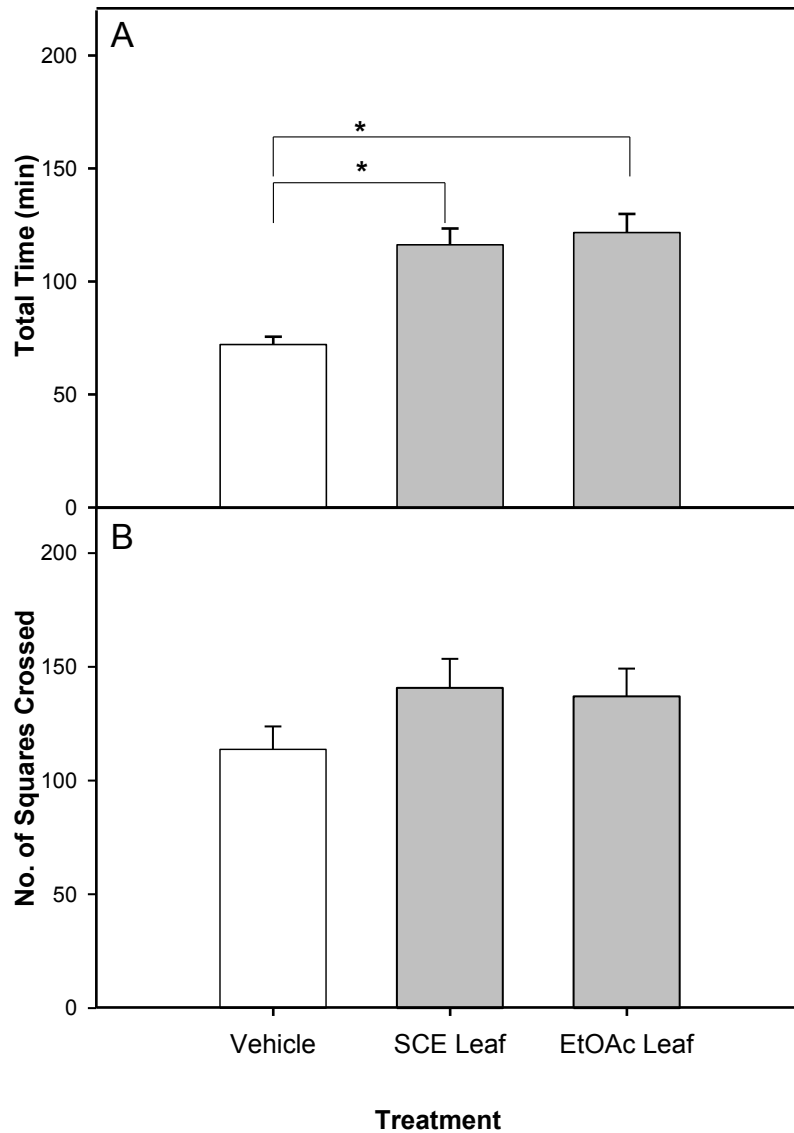 A
200
150
100
50
0
Total Time (min)
*
*
B
200
150
100
50
0
No. of Squares Crossed
Vehicle SCE Leaf EtOAc Leaf
Treatment